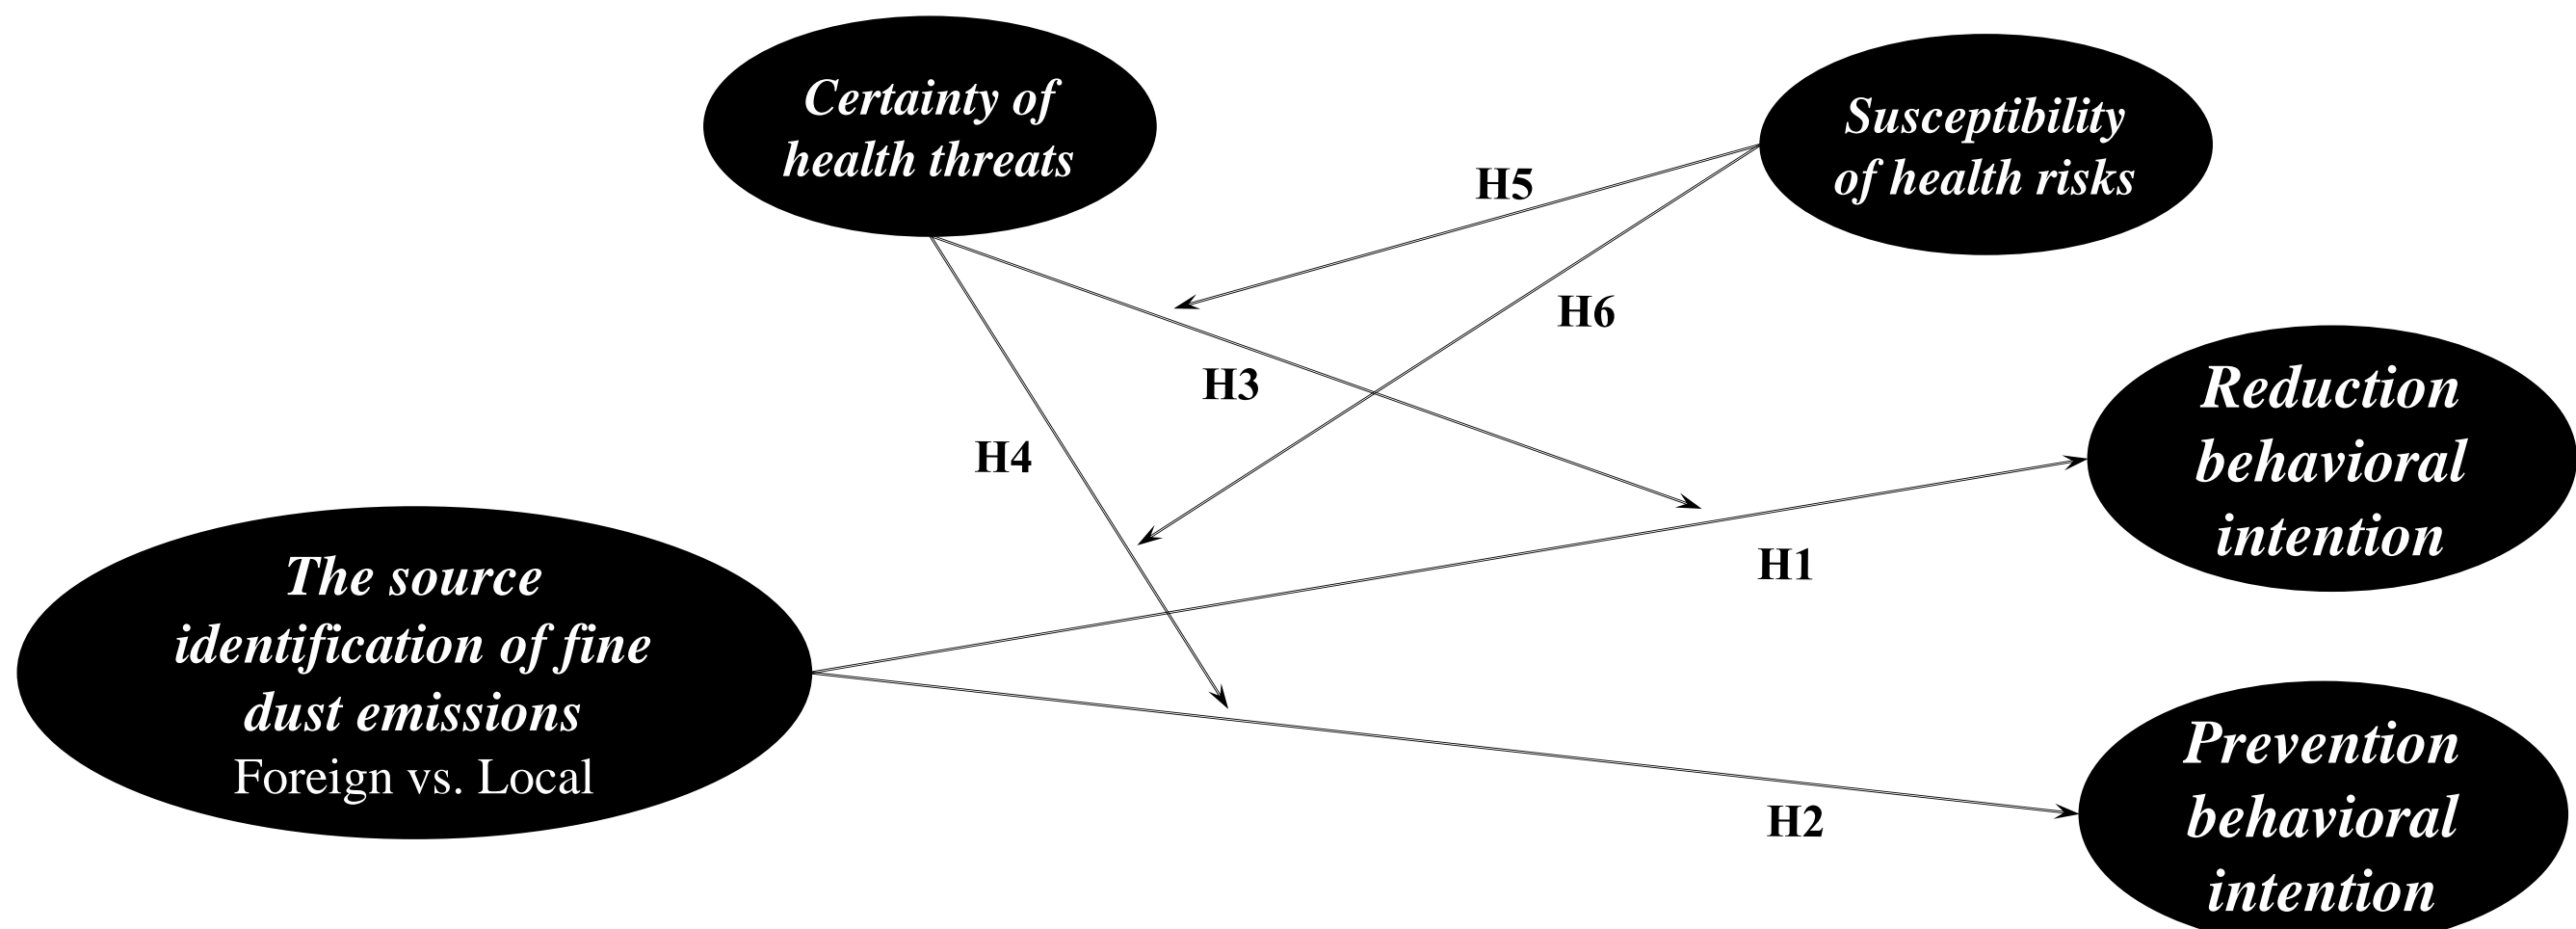 Certainty of
health threats
Susceptibility
of health risks
H5
H6
H3
H4
Reduction
behavioral
intention
The source
identification of fine
dust emissions
Foreign vs. Local
H1
H2
Prevention
behavioral
intention